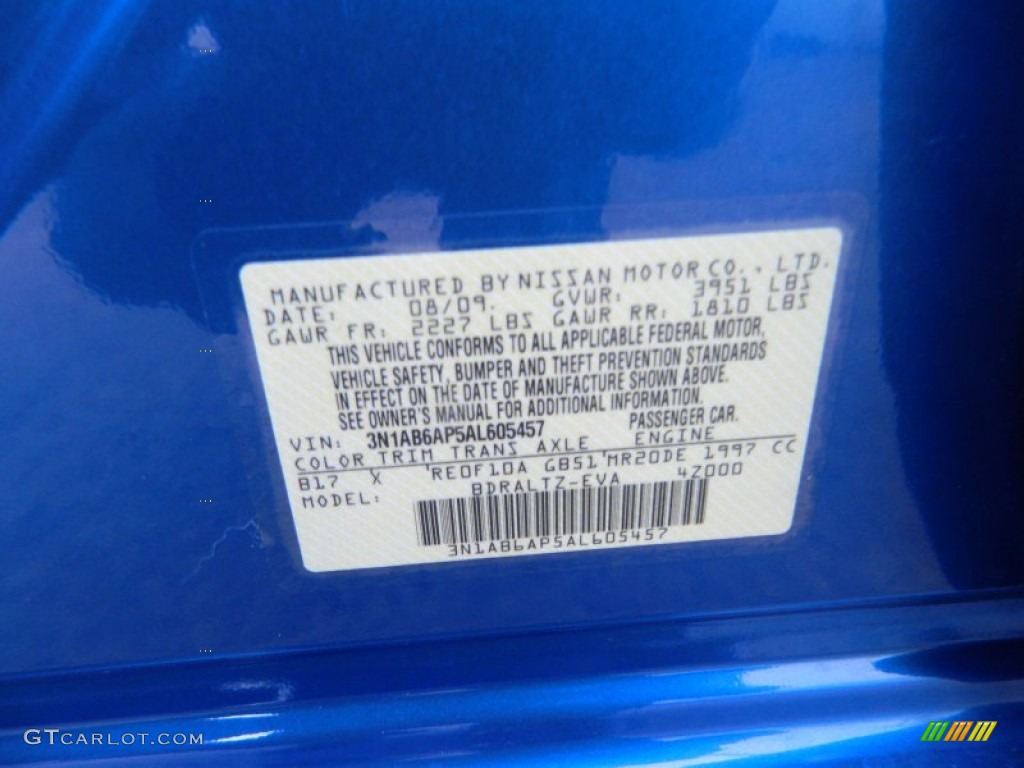 MANUFACTURED BY NISSAN MOTOR CO., LTD.
DATE: 08/09. GVWR: 3951 LBS
GAWR FR: 2227 LBS GAWR RR: 1810 LBS
THIS VEHICLE CONFORMS TO ALL APPLICABLE FEDERAL MOTOR.
VEHICLE SAFETY, BUMPER AND THEFT PREVENTION STANDARDS
IN EFFECT ON THE DATE OF MANUFACTURE SHOWN ABOVE.
SEE OWNER'S MANUAL FOR ADDITIONAL INFORMATION.
VIN: 3N1AB6AP5AL605457 PASSENGER CAR.
COLOR TRIM TRANS AXLE ENGINE
B17 X 'RE0F10A GB51'MR20DE 1997 CC
MODEL: BDRALTZ-EVA 4Z000
3N1AB6AP5AL605457
GTCARLOT.COM